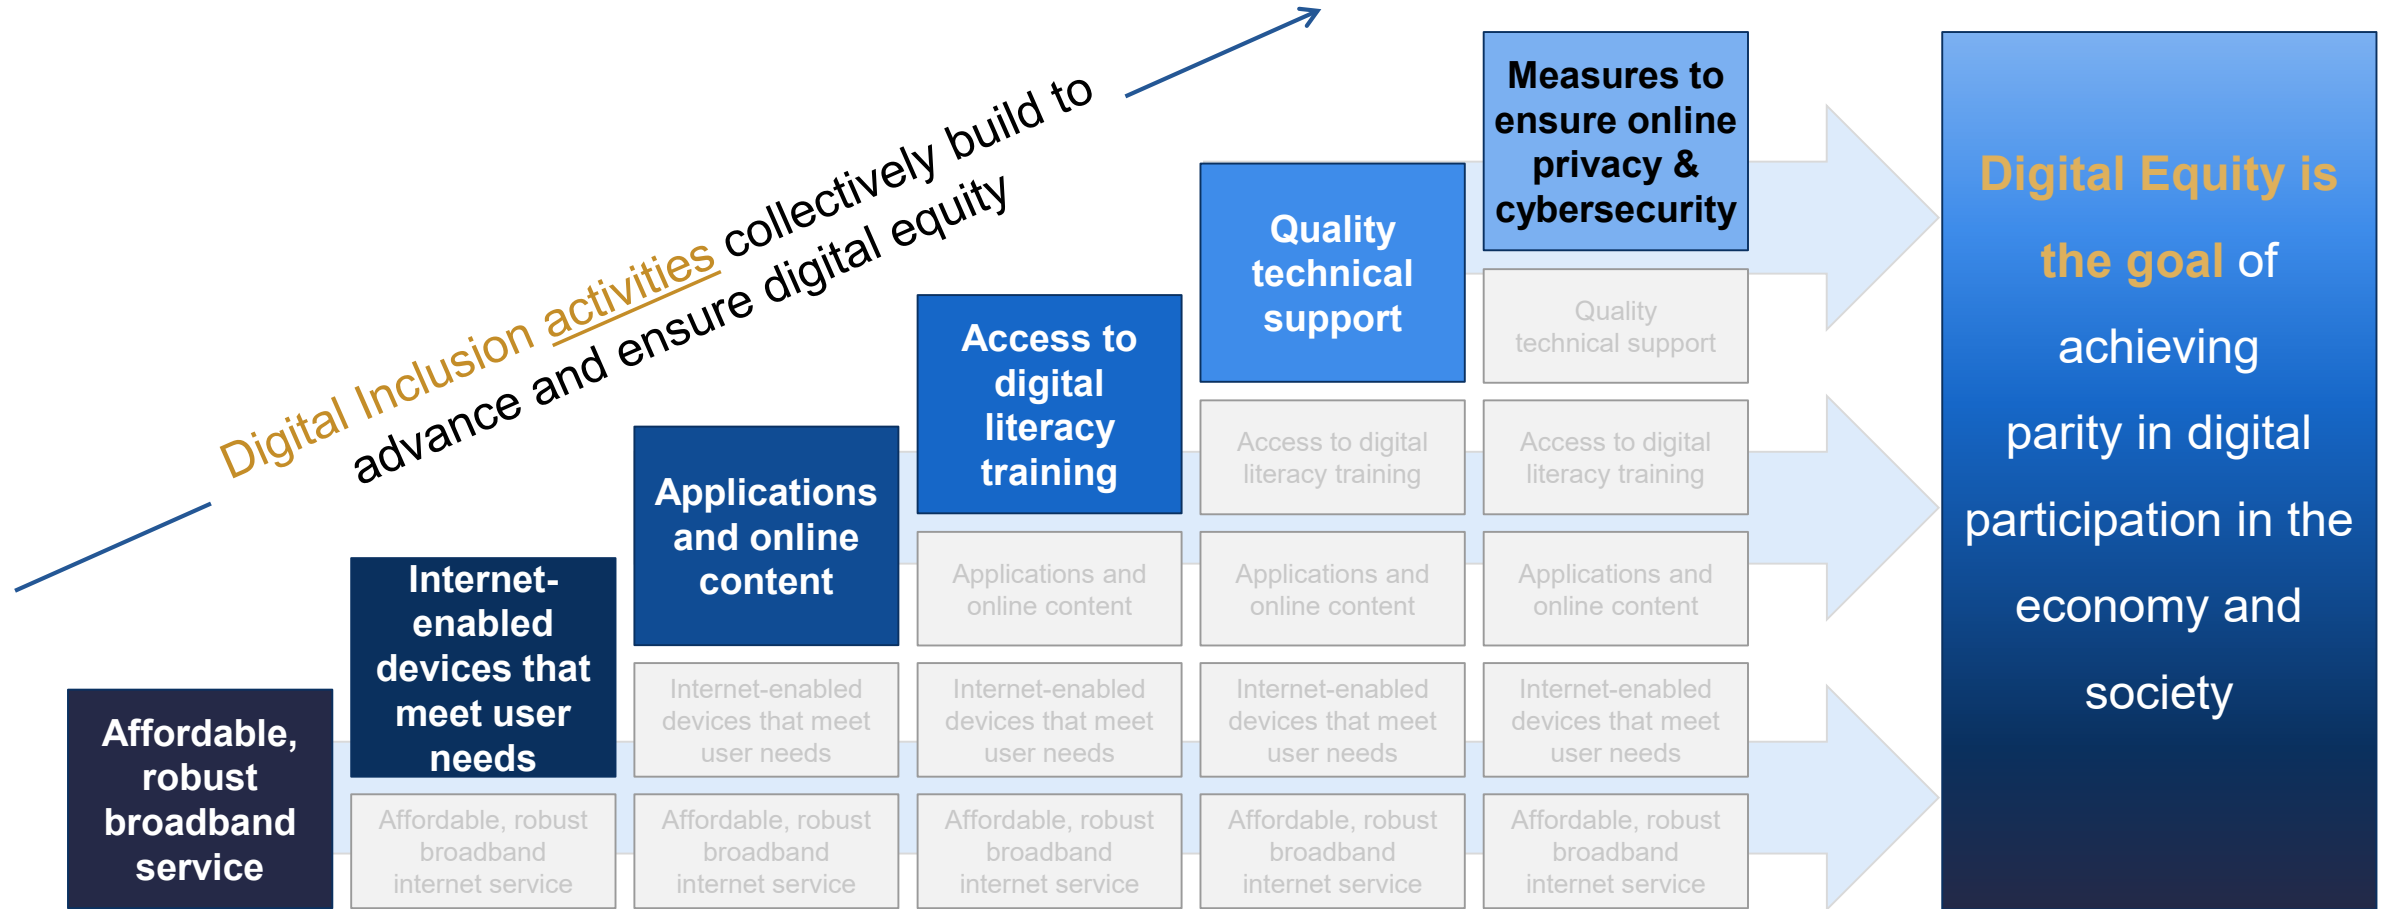 Digital Inclusion activities collectively build to
advance and ensure digital equity
Affordable,
robust
broadband
service
Internet-
enabled
devices that
meet user
needs
Affordable, robust
broadband
internet service
Applications
and online
content
Internet-enabled
devices that meet
user needs
Affordable, robust
broadband
internet service
Access to
digital
literacy
training
Applications and
online content
Internet-enabled
devices that meet
user needs
Affordable, robust
broadband
internet service
Quality
technical
support
Access to digital
literacy training
Applications and
online content
Internet-enabled
devices that meet
user needs
Affordable, robust
broadband
internet service
Measures to
ensure online
privacy &
cybersecurity
Quality
technical support
Access to digital
literacy training
Applications and
online content
Internet-enabled
devices that meet
user needs
Affordable, robust
broadband
internet service
Digital Equity is
the goal of
achieving
parity in digital
participation in the
economy and
society